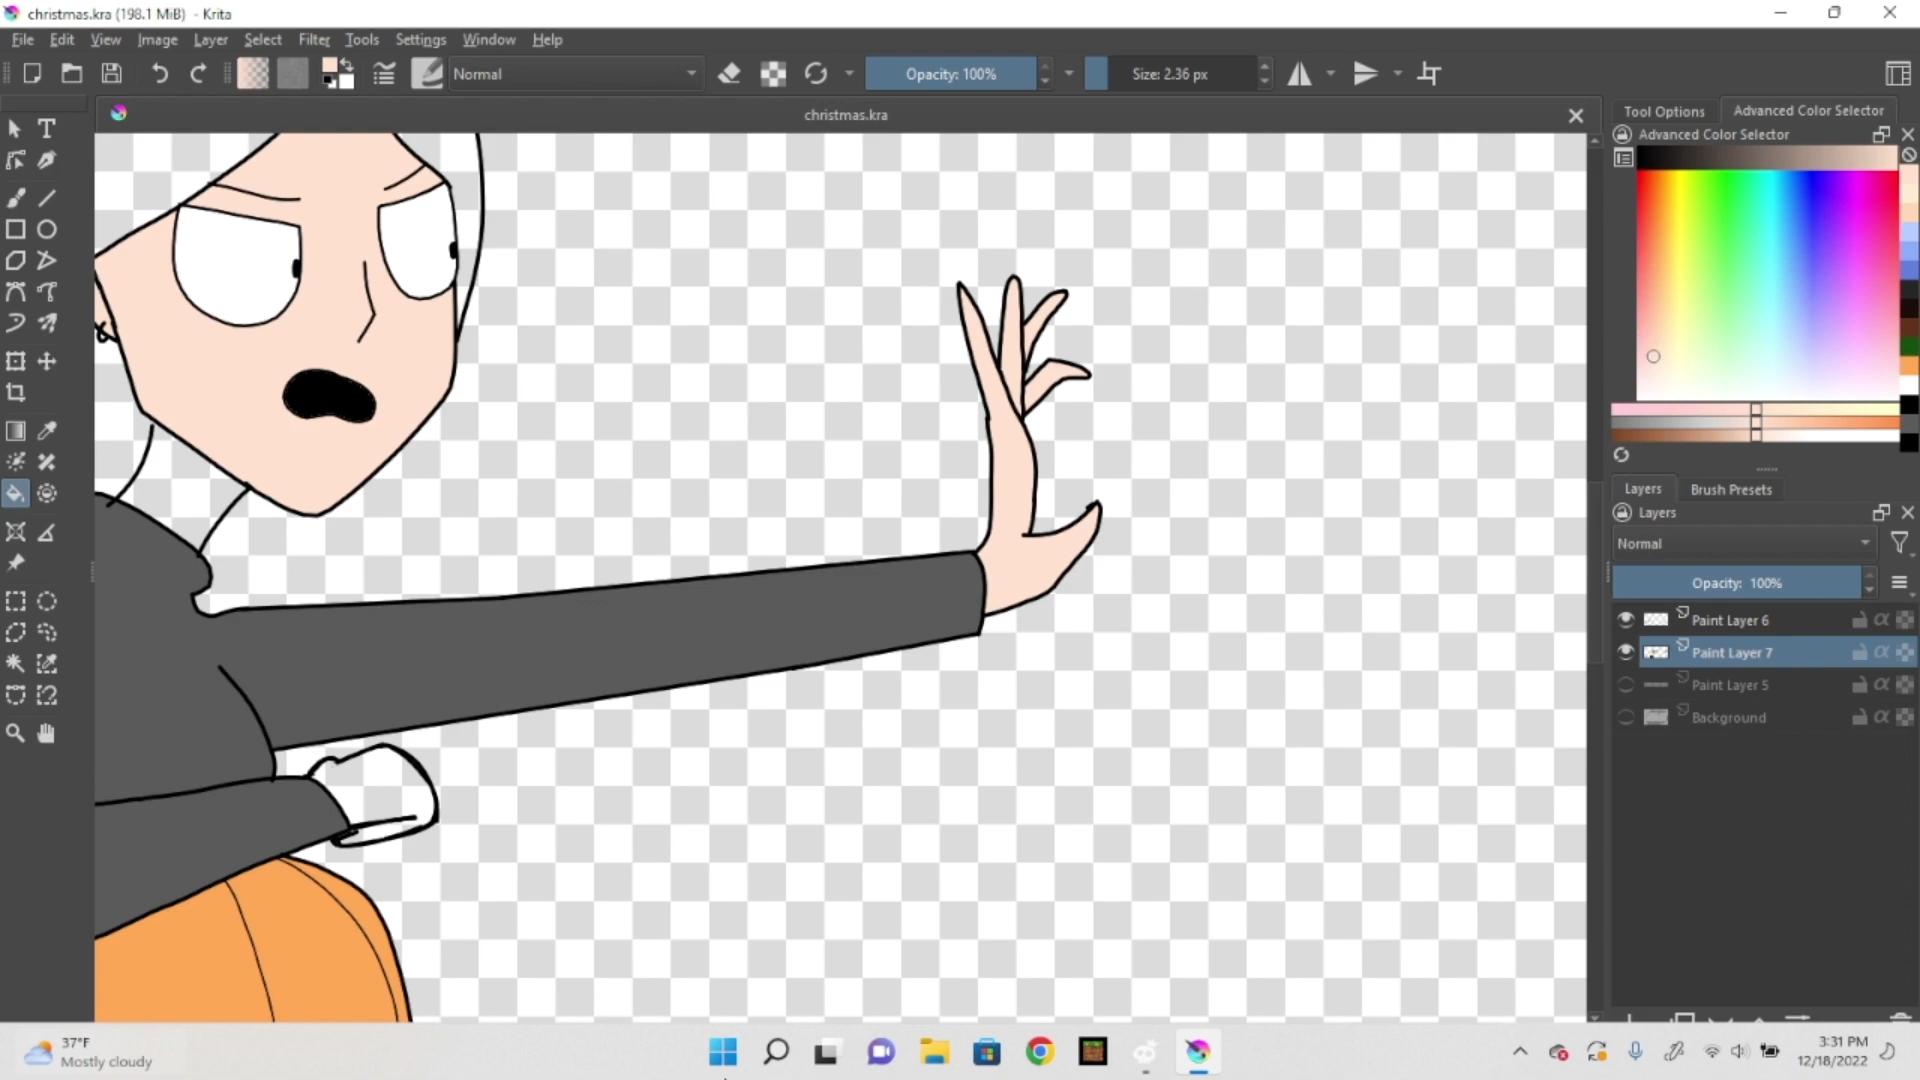 christmas.kra (198.1 MiB) - Krita
File Edit View Image Layer Select Filter Tools Settings Window Help
Normal
Opacity: 100%
Size: 2.36 px
christmas.kra
Tool Options Advanced Color Selector
Advanced Color Selector
Layers Brush Presets
Layers
Normal
Opacity: 100%
Paint Layer 6
Paint Layer 7
Paint Layer 5
Background
37°F
Mostly cloudy
3:31 PM
12/18/2022